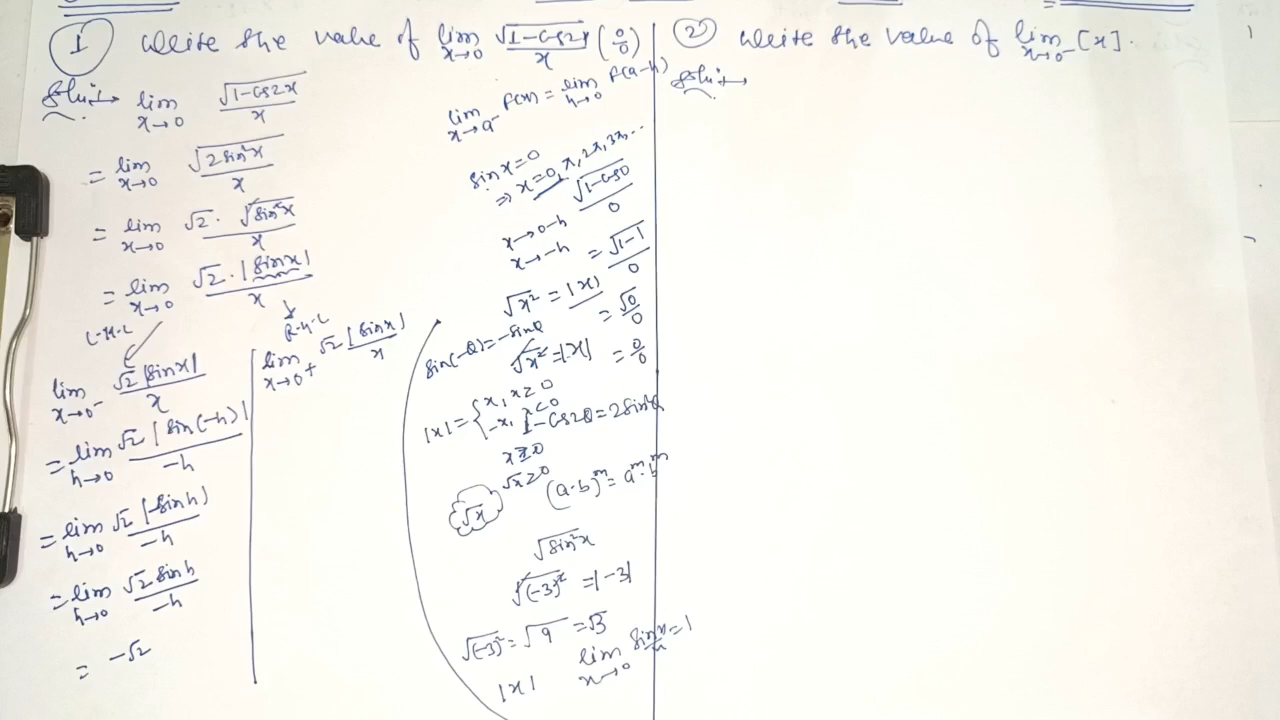 1 Write the value of lim x→0 √1-cos2x / x (0/0)
Solu:→ lim x→0 √1-cos2x / x
= lim x→0 √2sin²x / x
= lim x→0 √2 · √sin²x / x
= lim x→0 √2 · |sinx| / x
L-H-L
R-H-L
lim x→0⁻ √2 |sinx| / x
= lim h→0 √2 |sin(-h)| / -h
= lim h→0 √2 |-sinh| / -h
= lim h→0 √2 sinh / -h
= -√2
lim x→0+ √2 |sinx| / x
lim x→a⁻ f(x) = lim h→0 f(a-h)
sinx=0
⇒ x=0, π, 2π, 3π,...
√1-cos0 / 0
x→0-h
x→-h
= √1-1 / 0
√x² = |x|
= √0 / 0
sin(-θ)=-sinθ
√x² = |x|
= 0/0
|x| = { x, x≥0
-x, x<0
1-cos2θ=2sin²θ
x≥0
√x≥0
√x
(a·b)^m = a^m·b^m
√sin²x
√(-3)² = |-3|
√(-3)² = √9 = √3
|x|
lim x→0 sinx/x = 1
2 Write the value of lim x→0⁻ [x].
Solu:→